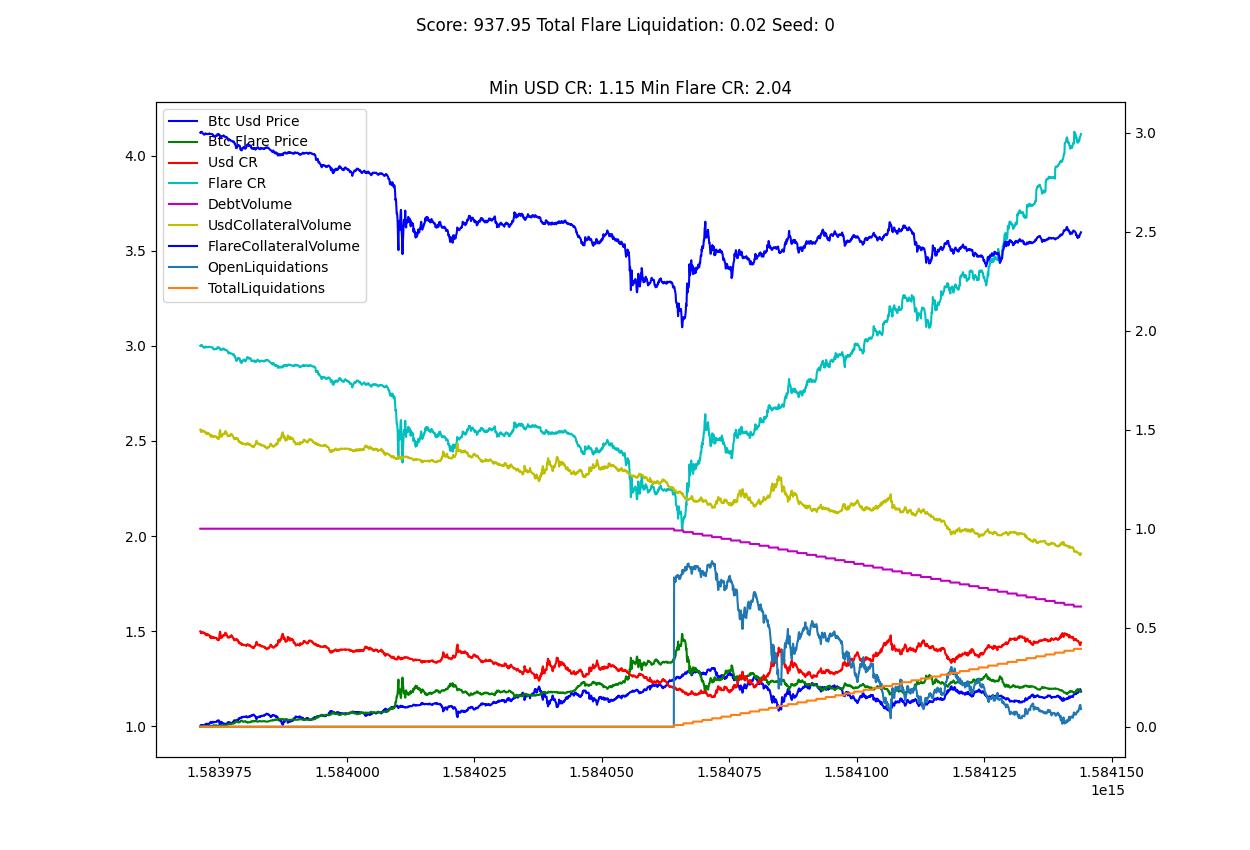 Score: 937.95 Total Flare Liquidation: 0.02 Seed: 0
Min USD CR: 1.15 Min Flare CR: 2.04
Btc Usd Price
Btc Flare Price
Usd CR
Flare CR
DebtVolume
UsdCollateralVolume
FlareCollateralVolume
OpenLiquidations
TotalLiquidations
4.0
3.5
3.0
2.5
2.0
1.5
1.0
3.0
2.5
2.0
1.5
1.0
0.5
0.0
1.583975 1.584000 1.584025 1.584050 1.584075 1.584100 1.584125 1.584150
1e15